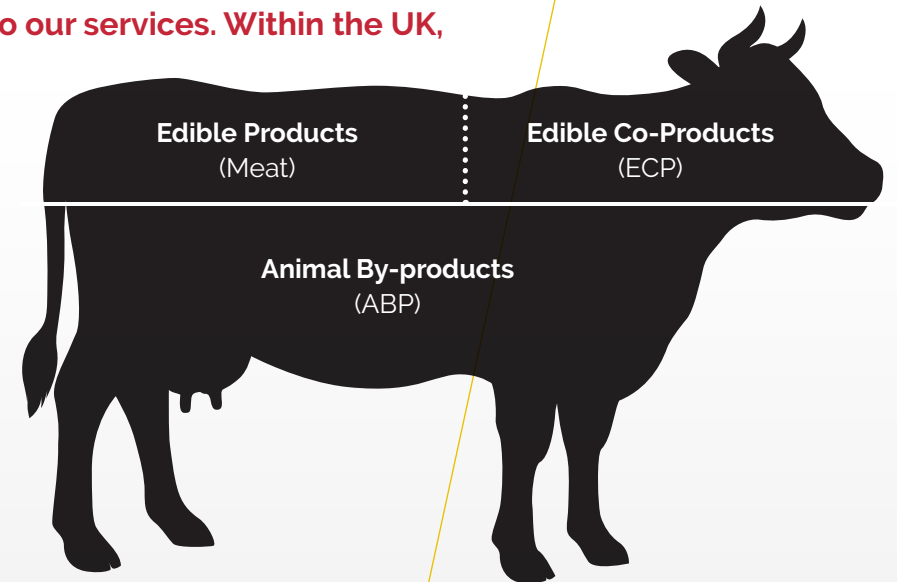 o our services. Within the UK,
Edible Products
(Meat)
Edible Co-Products
(ECP)
Animal By-products
(ABP)